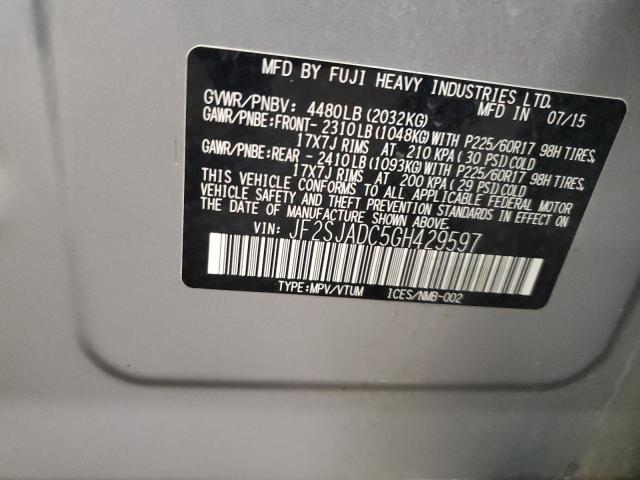 MFD BY FUJI HEAVY INDUSTRIES LTD.
GVWR/PNBV: 4480LB (2032KG) MFD IN 07/15
GAWR/PNBE:FRONT- 2310LB (1048KG) WITH P225/60R17 98H TIRES,
17X7J RIMS AT 210 KPA (30 PSI) COLD
GAWR/PNBE:REAR - 2410LB (1093KG) WITH P225/60R17 98H TIRES,
17X7J RIMS AT 200 KPA (29 PSI) COLD
THIS VEHICLE CONFORMS TO ALL APPLICABLE FEDERAL MOTOR
VEHICLE SAFETY AND THEFT PREVENTION STANDARDS IN EFFECT ON
THE DATE OF MANUFACTURE SHOWN ABOVE.
VIN: JF2SJADC5GH429597
TYPE:MPV/VTUM ICES/NMB-002